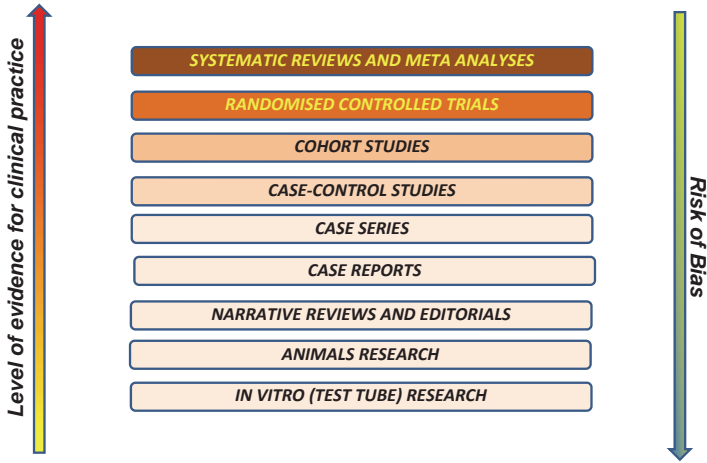 Level of evidence for clinical practice
SYSTEMATIC REVIEWS AND META ANALYSES
RANDOMISED CONTROLLED TRIALS
COHORT STUDIES
CASE-CONTROL STUDIES
CASE SERIES
CASE REPORTS
NARRATIVE REVIEWS AND EDITORIALS
ANIMALS RESEARCH
IN VITRO (TEST TUBE) RESEARCH
Risk of Bias